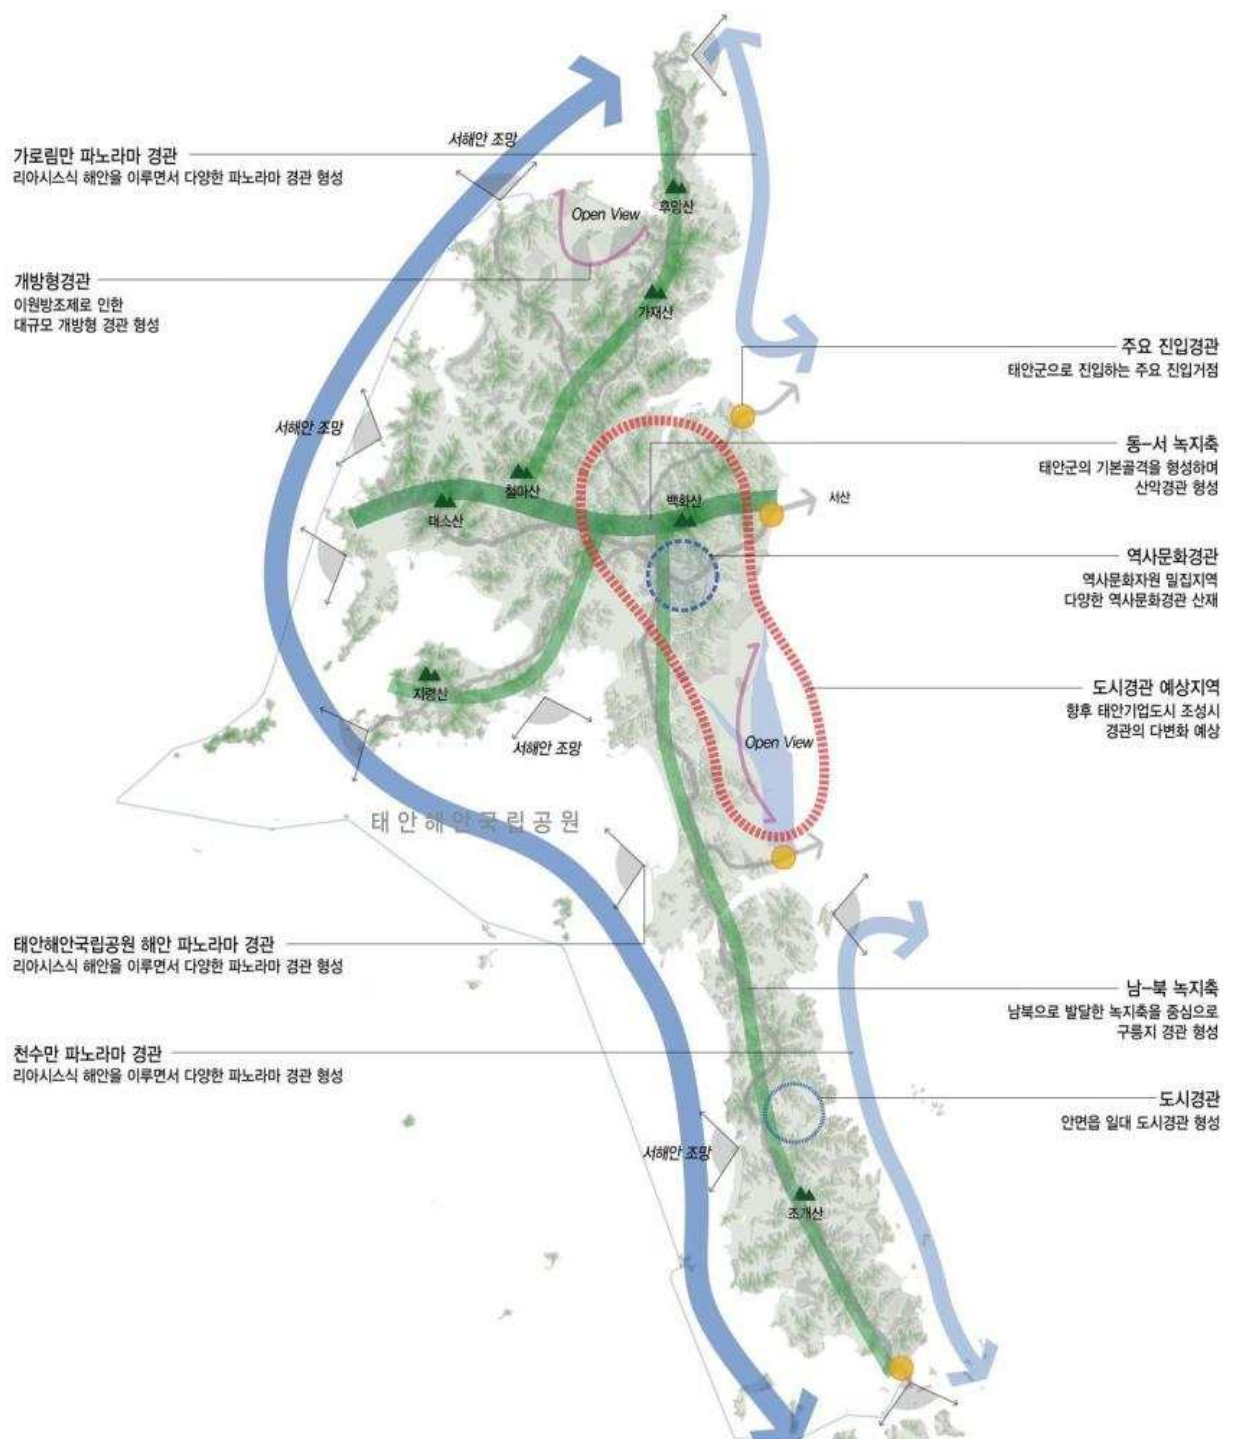 서해안 조망
가로림만 파노라마 경관
리아시스식 해안을 이루면서 다양한 파노라마 경관 형성
Open View
후망산
개방형경관
이원방조제로 인한
대규모 개방형 경관 형성
가재산
주요 진입경관
태안군으로 진입하는 주요 진입거점
서해안 조망
동-서 녹지축
태안군의 기본골격을 형성하며
산악경관 형성
철마산
대소산
백화산
서산
역사문화경관
역사문화자원 밀집지역
다양한 역사문화경관 산재
지령산
도시경관 예상지역
향후 태안기업도시 조성시
경관의 다변화 예상
서해안 조망
Open View
태안해안국립공원
태안해안국립공원 해안 파노라마 경관
리아시스식 해안을 이루면서 다양한 파노라마 경관 형성
남-북 녹지축
남북으로 발달한 녹지축을 중심으로
구릉지 경관 형성
천수만 파노라마 경관
리아시스식 해안을 이루면서 다양한 파노라마 경관 형성
도시경관
안면읍 일대 도시경관 형성
서해안 조망
조개산